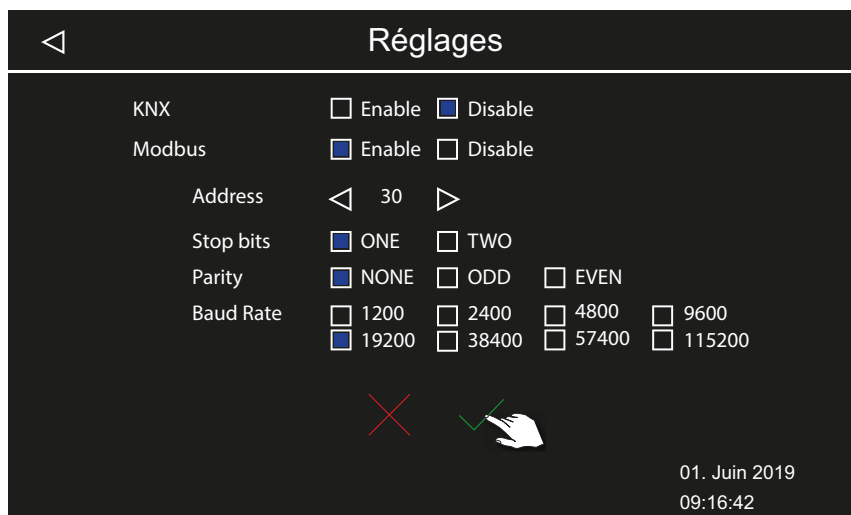 Réglages
KNX Enable Disable
Modbus Enable Disable
Address 30
Stop bits ONE TWO
Parity NONE ODD EVEN
Baud Rate 1200 2400 4800 9600
19200 38400 57400 115200
01. Juin 2019
09:16:42